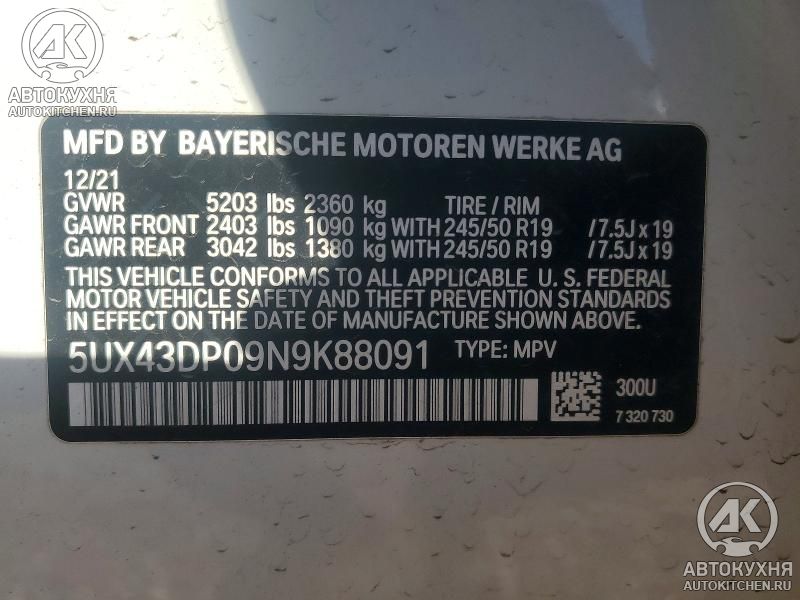 AK
АВТОКУХНЯ
AUTOKITCHEN.RU
MFD BY BAYERISCHE MOTOREN WERKE AG
12/21
GVWR 5203 lbs 2360 kg TIRE / RIM
GAWR FRONT 2403 lbs 1090 kg WITH 245/50 R19 /7.5J x 19
GAWR REAR 3042 lbs 1380 kg WITH 245/50 R19 /7.5J x 19
THIS VEHICLE CONFORMS TO ALL APPLICABLE U. S. FEDERAL
MOTOR VEHICLE SAFETY AND THEFT PREVENTION STANDARDS
IN EFFECT ON THE DATE OF MANUFACTURE SHOWN ABOVE.
5UX43DP09N9K88091 TYPE: MPV
300U
7 320 730
AK
АВТОКУХНЯ
AUTOKITCHEN.RU